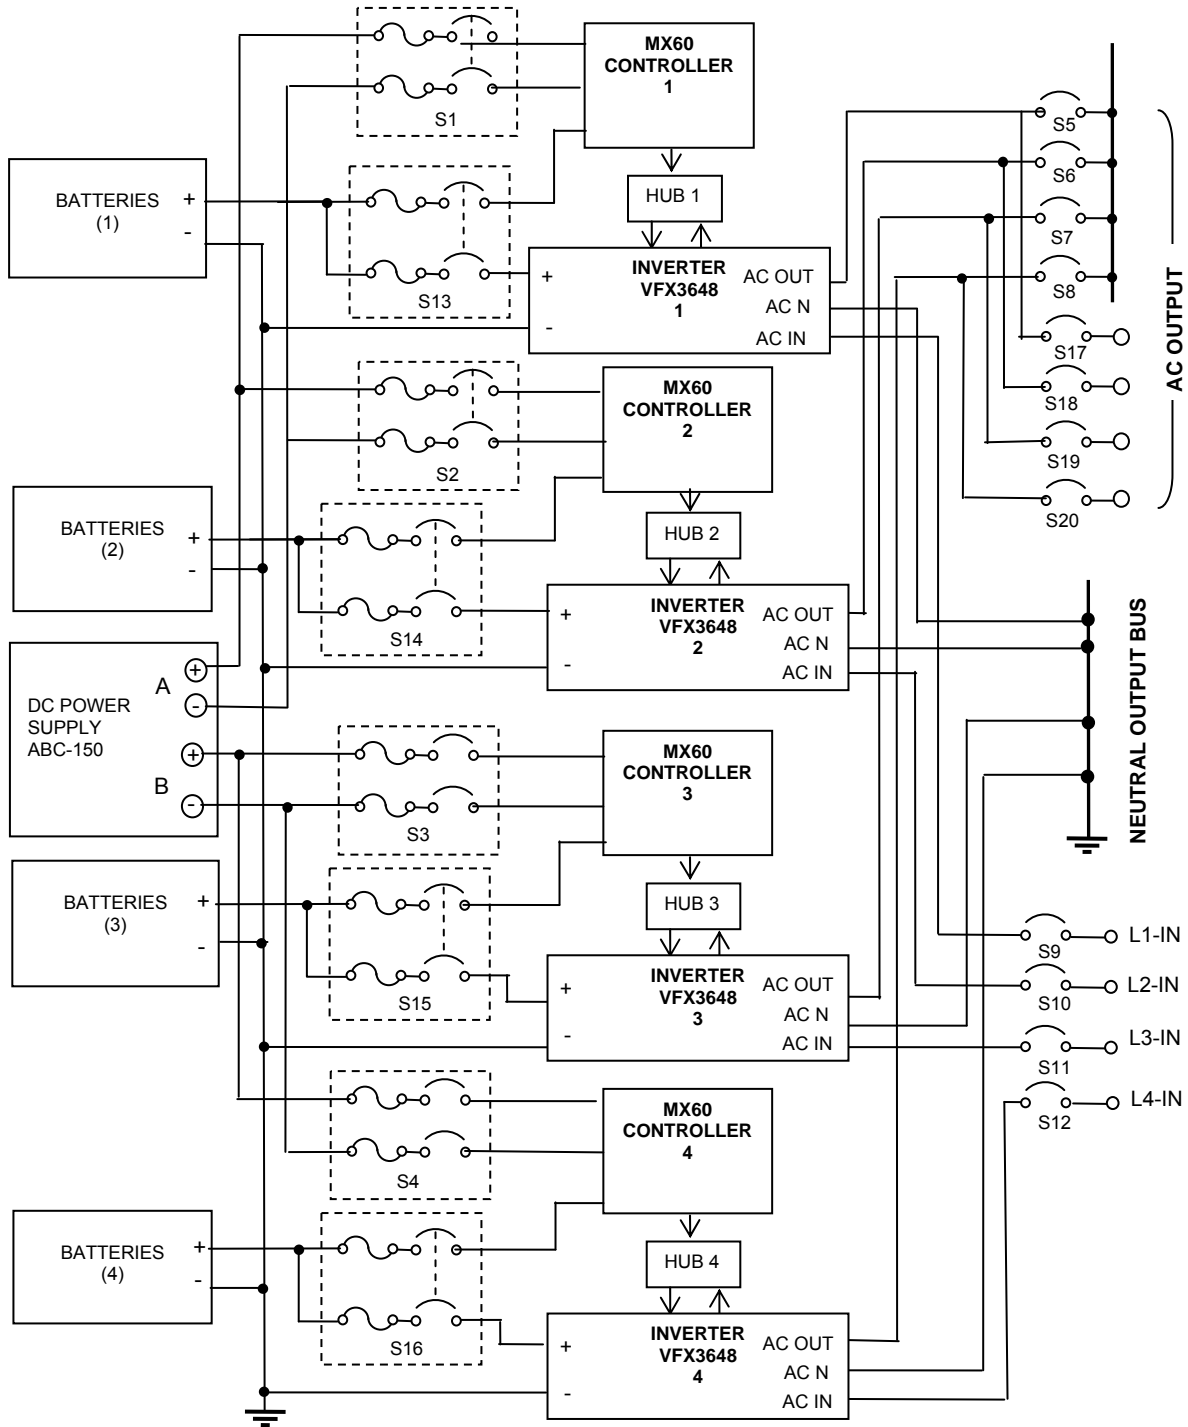 MX60
CONTROLLER
1
S1
S5
BATTERIES
(1)
+
-
HUB 1
S6
S13
S7
+
-
INVERTER
VFX3648
1
AC OUT
AC N
AC IN
S8
S17
AC OUTPUT
MX60
CONTROLLER
2
S2
S18
S19
S20
BATTERIES
(2)
+
-
HUB 2
S14
+
-
INVERTER
VFX3648
2
AC OUT
AC N
AC IN
NEUTRAL OUTPUT BUS
DC POWER
SUPPLY
ABC-150
A
+
-
B
+
-
MX60
CONTROLLER
3
S3
BATTERIES
(3)
+
-
HUB 3
S15
+
-
INVERTER
VFX3648
3
AC OUT
AC N
AC IN
S9
L1-IN
S10
L2-IN
S11
L3-IN
S12
L4-IN
MX60
CONTROLLER
4
S4
BATTERIES
(4)
+
-
HUB 4
S16
+
-
INVERTER
VFX3648
4
AC OUT
AC N
AC IN